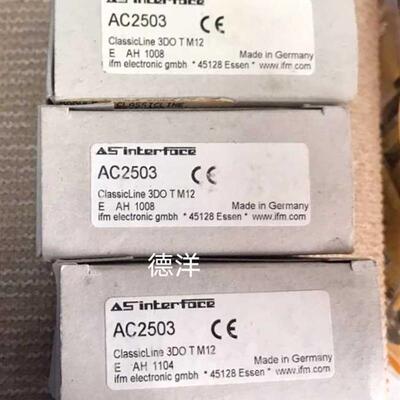 AC2503 CE
ClassicLine 3DO T M12
E AH 1008 Made in Germany
ifm electronic gmbh * 45128 Essen * www.ifm.com
AS interface
AC2503 CE
ClassicLine 3DO T M12
E AH 1008 Made in Germany
ifm electronic gmbh * 45128 Essen * www.ifm.com
德洋
AS interface
AC2503 CE
ClassicLine 3DO T M12
E AH 1104 Made in Germany
ifm electronic gmbh * 45128 Essen * www.ifm.com